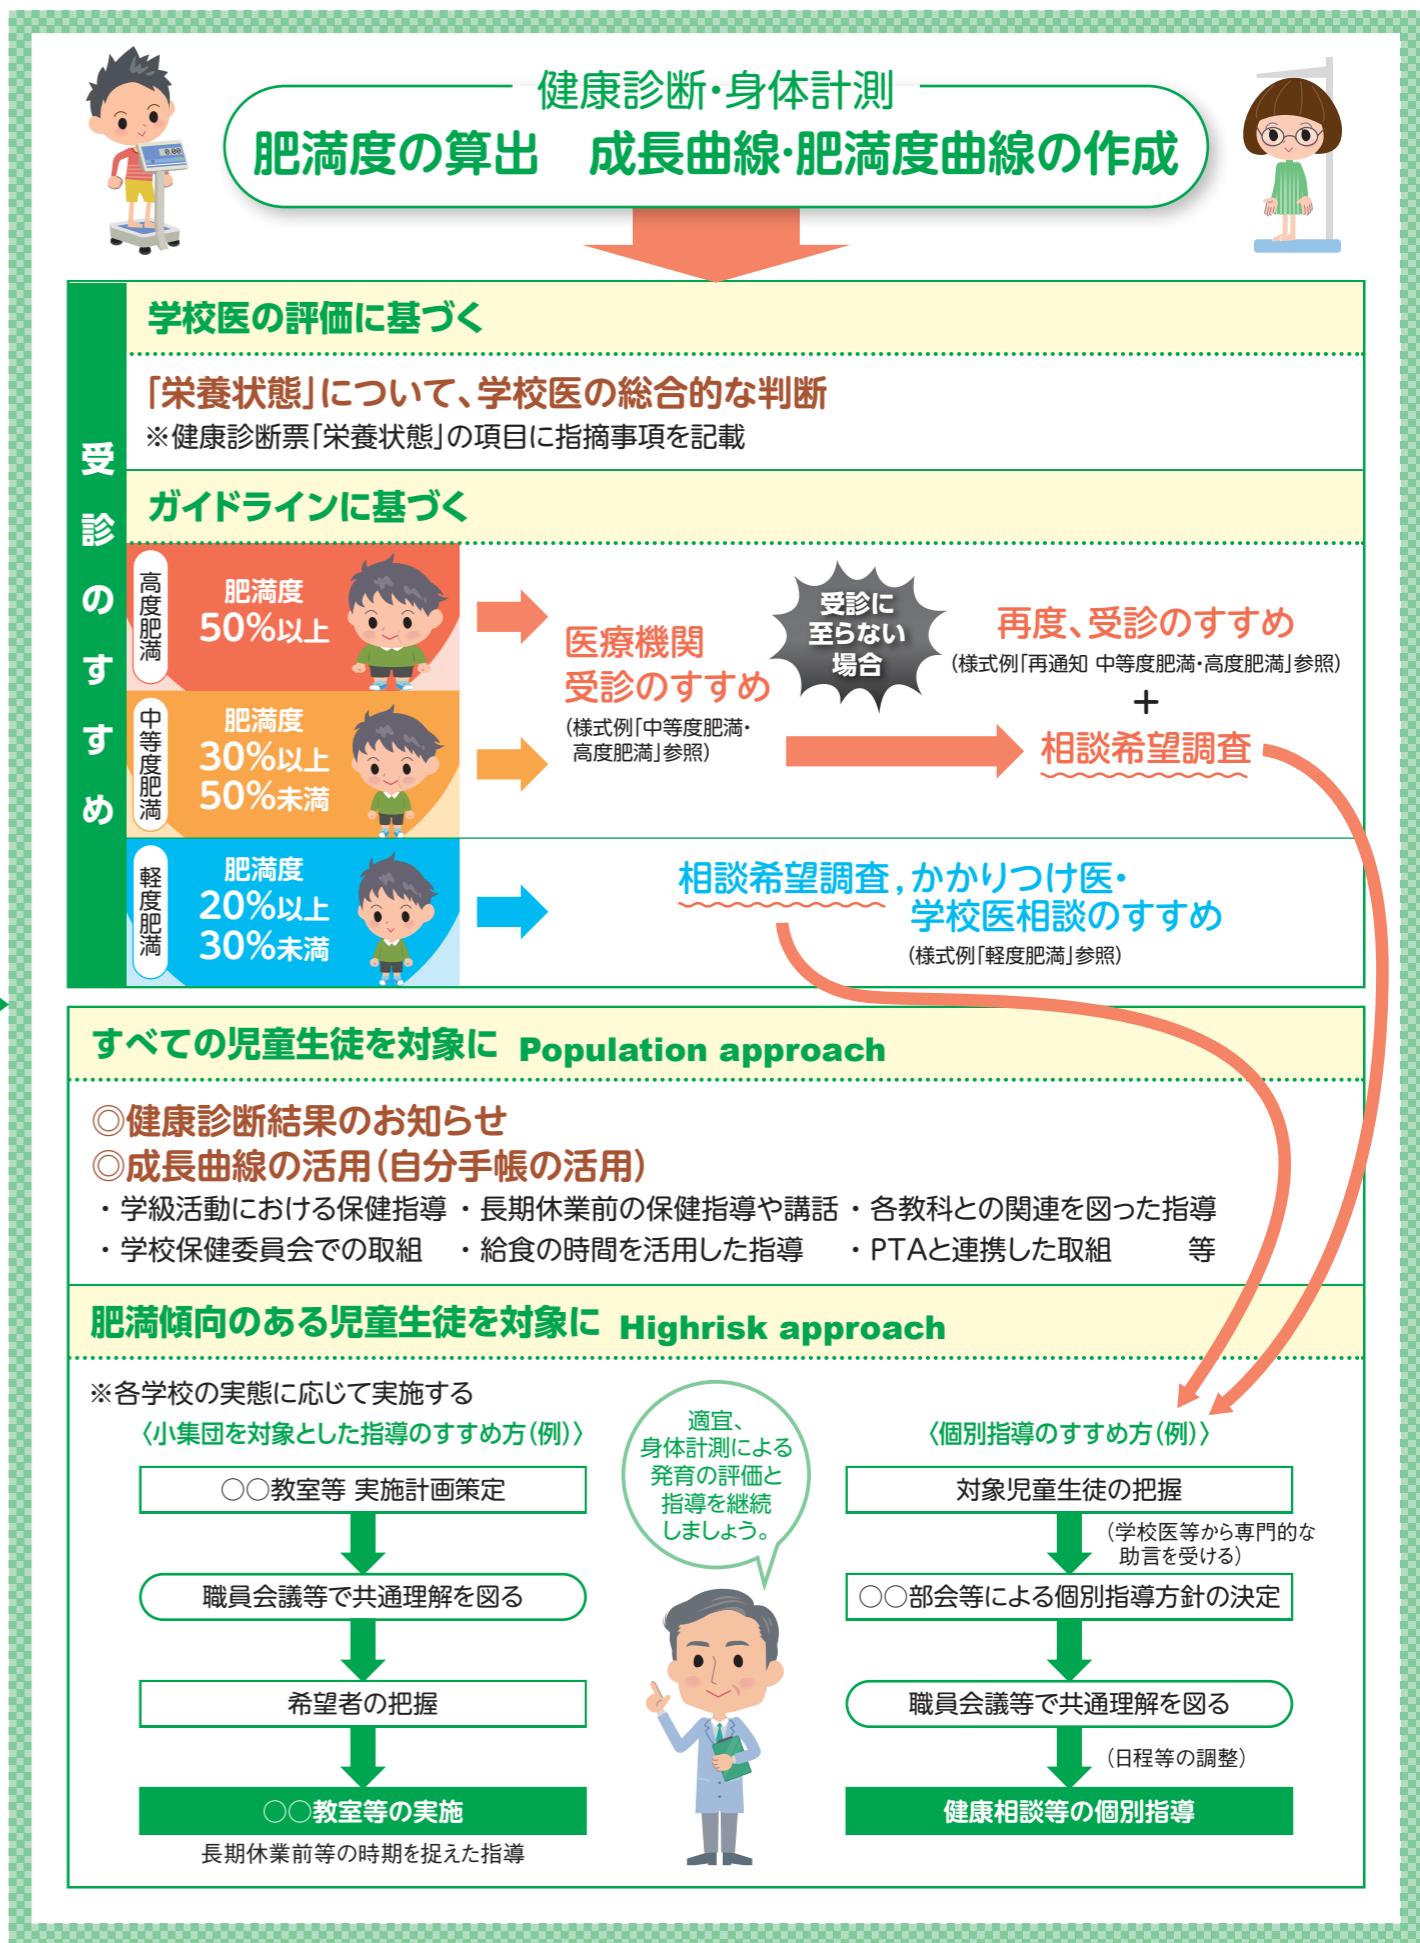 健康診断・身体計測
肥満度の算出　成長曲線・肥満度曲線の作成
0.00
受診のすすめ
学校医の評価に基づく
「栄養状態」について、学校医の総合的な判断
※健康診断票「栄養状態」の項目に指摘事項を記載
ガイドラインに基づく
高度肥満
肥満度
50%以上
中等度肥満
肥満度
30%以上
50%未満
医療機関
受診のすすめ
(様式例「中等度肥満・
高度肥満」参照)
受診に
至らない
場合
再度、受診のすすめ
(様式例「再通知 中等度肥満・高度肥満」参照)
+
相談希望調査
軽度肥満
肥満度
20%以上
30%未満
相談希望調査,かかりつけ医・
学校医相談のすすめ
(様式例「軽度肥満」参照)
すべての児童生徒を対象に Population approach
◎健康診断結果のお知らせ
◎成長曲線の活用(自分手帳の活用)
・学級活動における保健指導 ・長期休業前の保健指導や講話 ・各教科との関連を図った指導
・学校保健委員会での取組 ・給食の時間を活用した指導 ・PTAと連携した取組 等
肥満傾向のある児童生徒を対象に Highrisk approach
※各学校の実態に応じて実施する
〈小集団を対象とした指導のすすめ方(例)〉
○○教室等 実施計画策定
職員会議等で共通理解を図る
希望者の把握
○○教室等の実施
長期休業前等の時期を捉えた指導
適宜、
身体計測による
発育の評価と
指導を継続
しましょう。
〈個別指導のすすめ方(例)〉
対象児童生徒の把握
(学校医等から専門的な
助言を受ける)
○○部会等による個別指導方針の決定
職員会議等で共通理解を図る
(日程等の調整)
健康相談等の個別指導